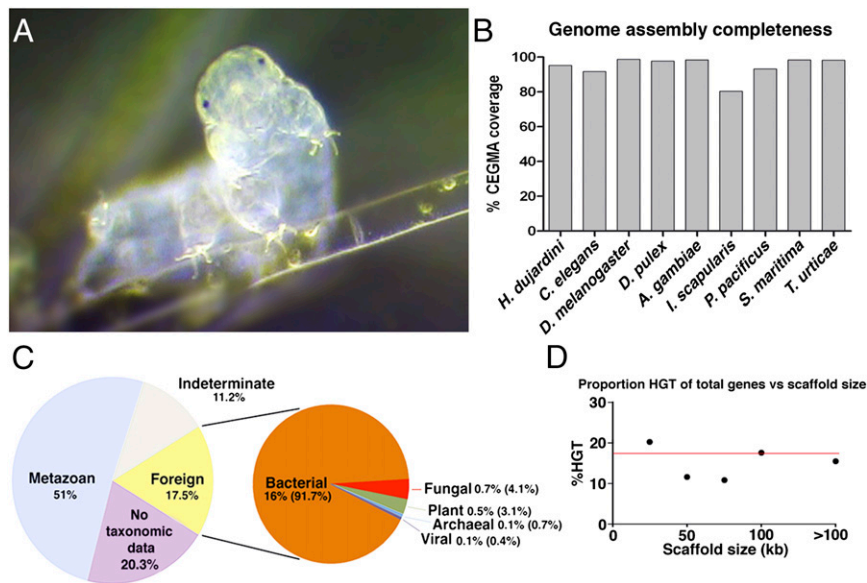 A
B
Genome assembly completeness
% CEGMA coverage
100
80
60
40
20
0
H. dujardini
C. elegans
D. melanogaster
D. pulex
A. gambiae
I. scapularis
P. pacificus
S. maritima
T. urticae
C
Indeterminate
11.2%
Metazoan
51%
Foreign
17.5%
No
taxonomic
data
20.3%
Bacterial
16% (91.7%)
Fungal 0.7% (4.1%)
Plant 0.5% (3.1%)
Archaeal 0.1% (0.7%)
Viral 0.1% (0.4%)
D
Proportion HGT of total genes vs scaffold size
%HGT
30
20
10
0
0 50 100 >100
Scaffold size (kb)